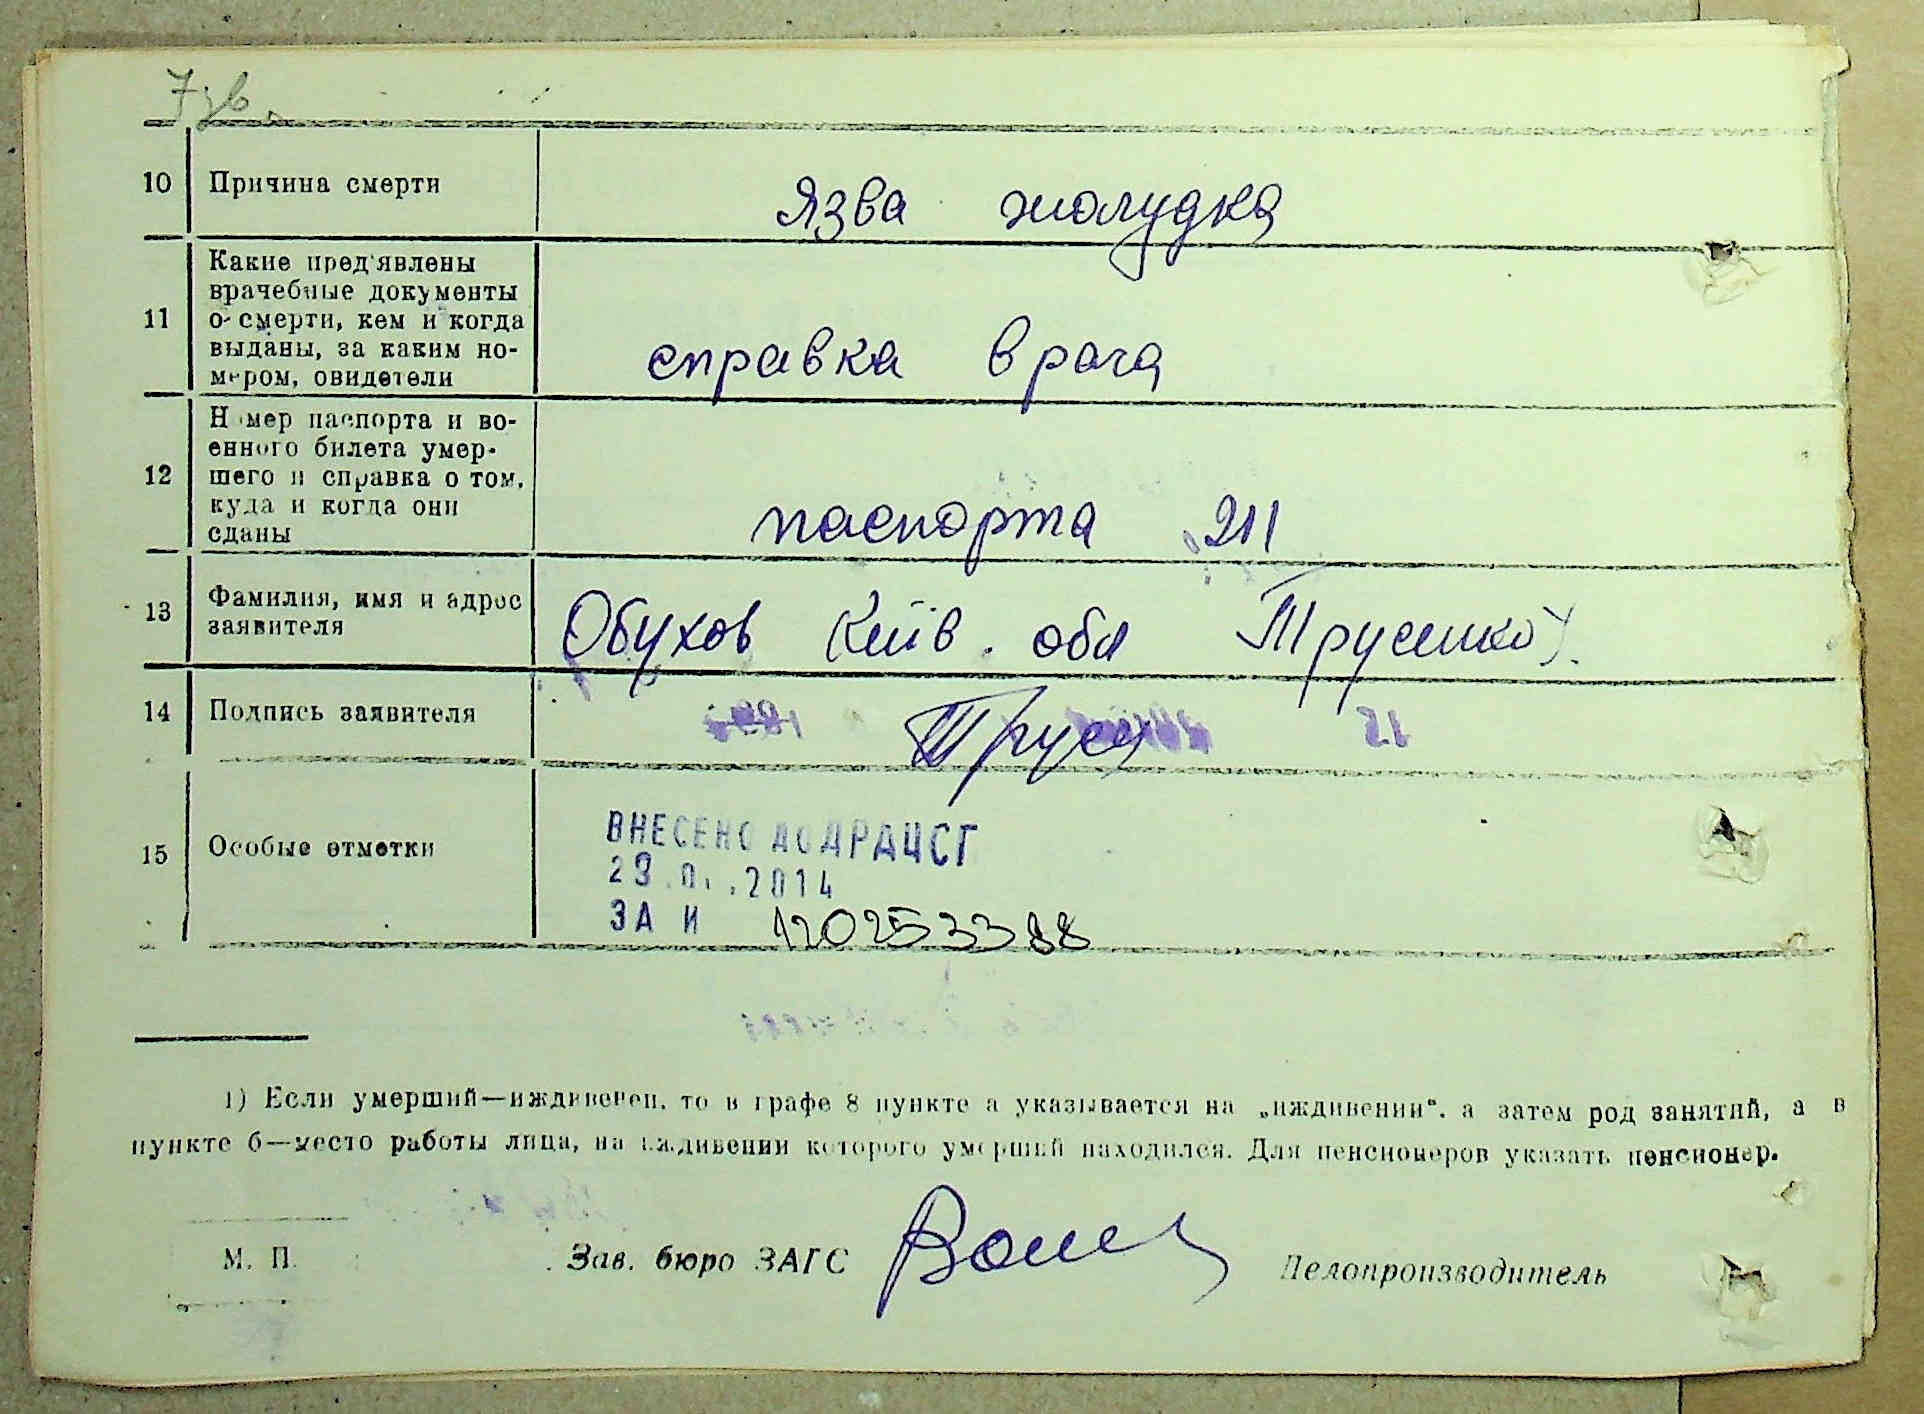 7зв.
10 Причина смерти Язва жолудка
11 Какие пред'явлены
врачебные документы
о смерти, кем и когда
выданы, за каким но-
мером, свидетели
справка врача
12 Номер паспорта и во-
енного билета умер-
шего и справка о том,
куда и когда они
сданы
паспорта
13 Фамилия, имя и адрес
заявителя
Обухов Київ. обл
14 Подпись заявителя
15 Особые отметки
ВНЕСЕНО ДО ДРАЦСГ
2014
ЗА И 120253388
1) Если умерший—иждивенец, то в графе 8 пункте а указывается на „иждивении“, а затем род занятий, а в
пункте б—место работы лица, на иждивении которого умерший находился. Для пенсионеров указать пенсионер.
М. П. Зав. бюро ЗАГС Делопроизводитель